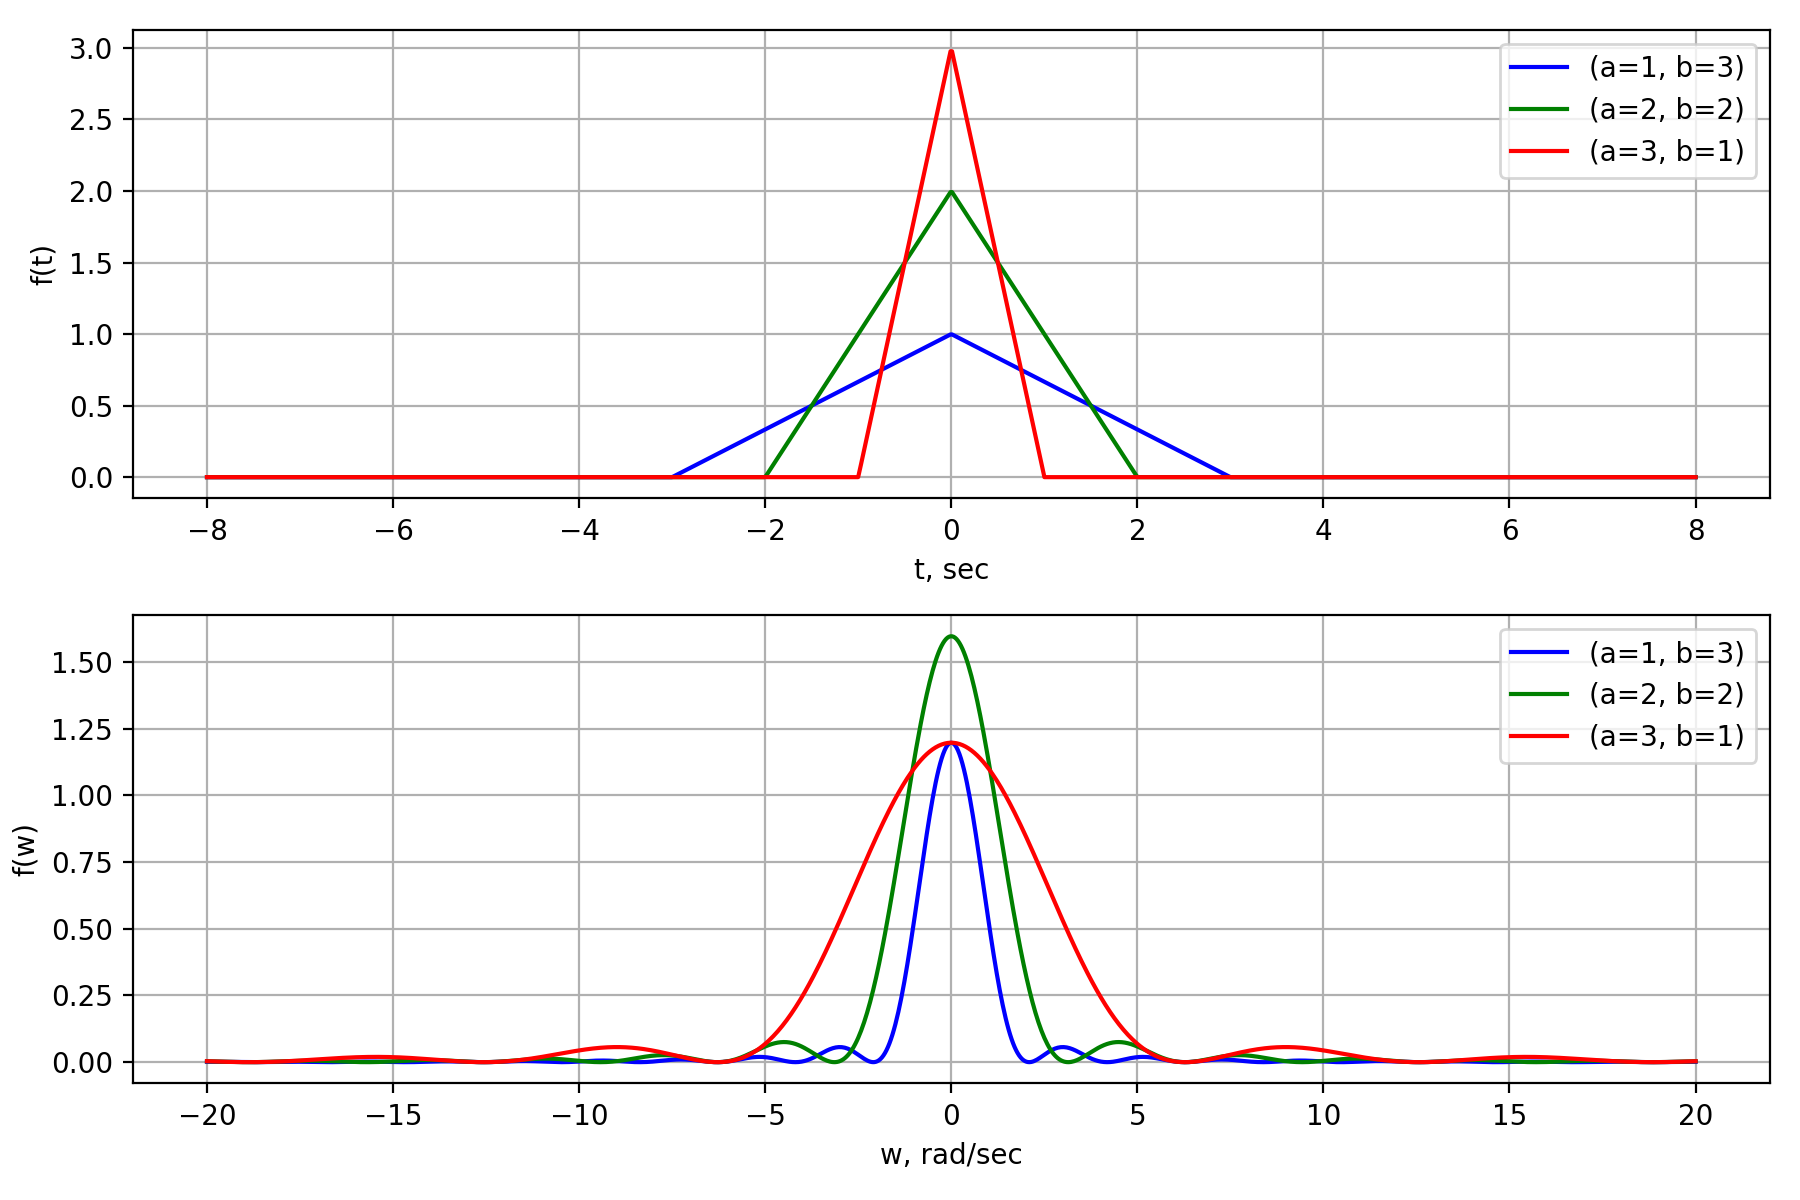 3.0
2.5
2.0
1.5
1.0
0.5
0.0
f(t)
(a=1, b=3)
(a=2, b=2)
(a=3, b=1)
−8 −6 −4 −2 0 2 4 6 8
t, sec
1.50
1.25
1.00
0.75
0.50
0.25
0.00
f(w)
(a=1, b=3)
(a=2, b=2)
(a=3, b=1)
−20 −15 −10 −5 0 5 10 15 20
w, rad/sec